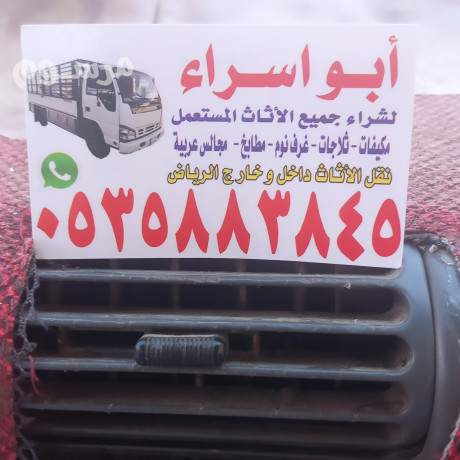 أبو اسراء
لشراء جميع الأثاث المستعمل
مكيفات - ثلاجات - غرف نوم - مطابخ - مجالس عربية
نقل الأثاث داخل وخارج الرياض
٠٥٣٥٨٨٣٨٤٥